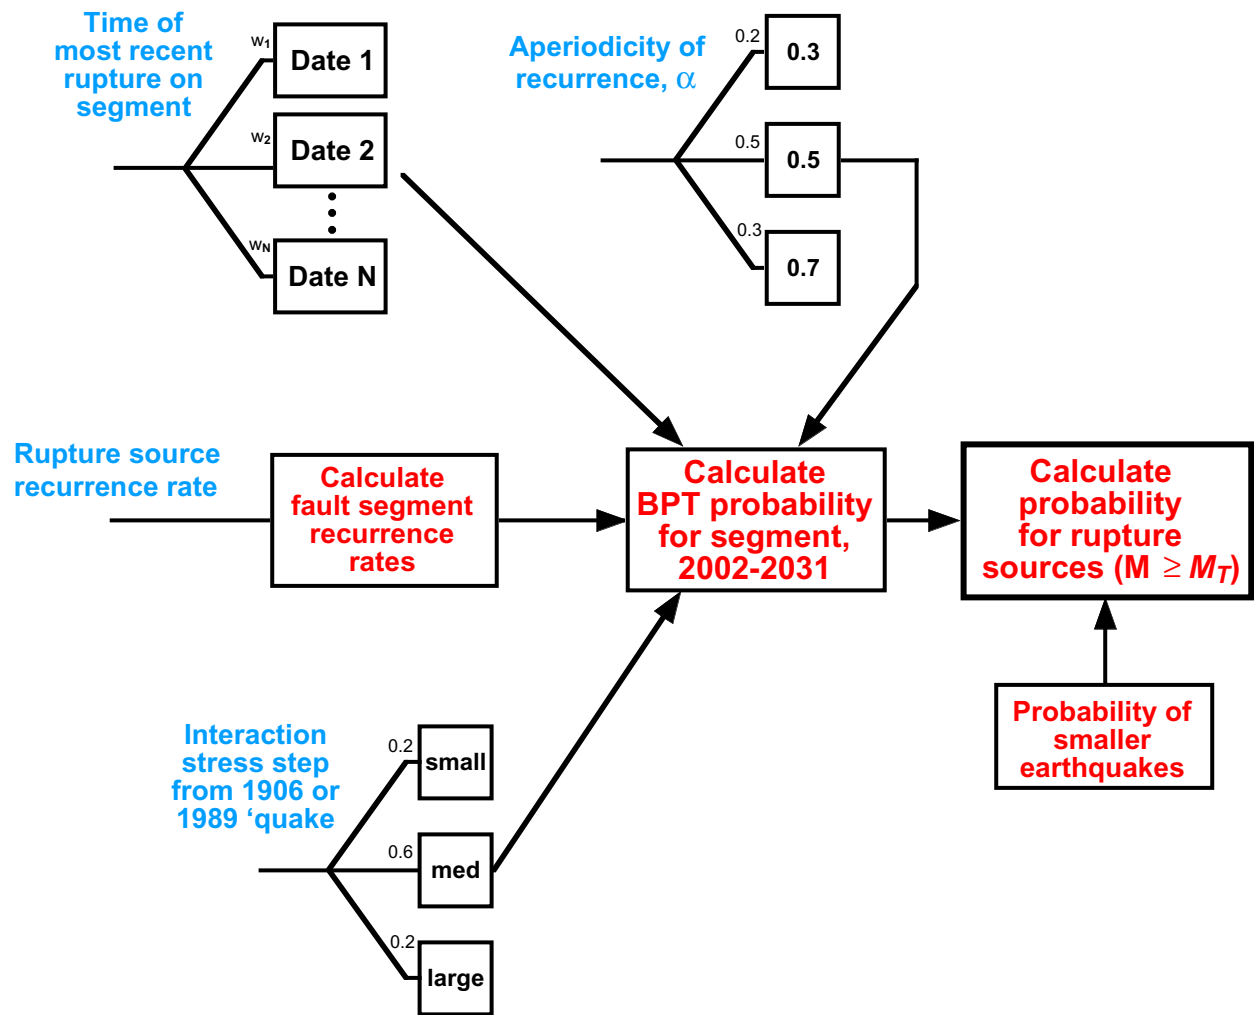 Time of
most recent
rupture on
segment
w1
Date 1
w2
Date 2
wN
Date N
Aperiodicity of
recurrence, α
0.2
0.3
0.5
0.5
0.3
0.7
Rupture source
recurrence rate
Calculate
fault segment
recurrence
rates
Calculate
BPT probability
for segment,
2002-2031
Calculate
probability
for rupture
sources (M ≥ MT)
Probability of
smaller
earthquakes
Interaction
stress step
from 1906 or
1989 ‘quake
0.2
small
0.6
med
0.2
large